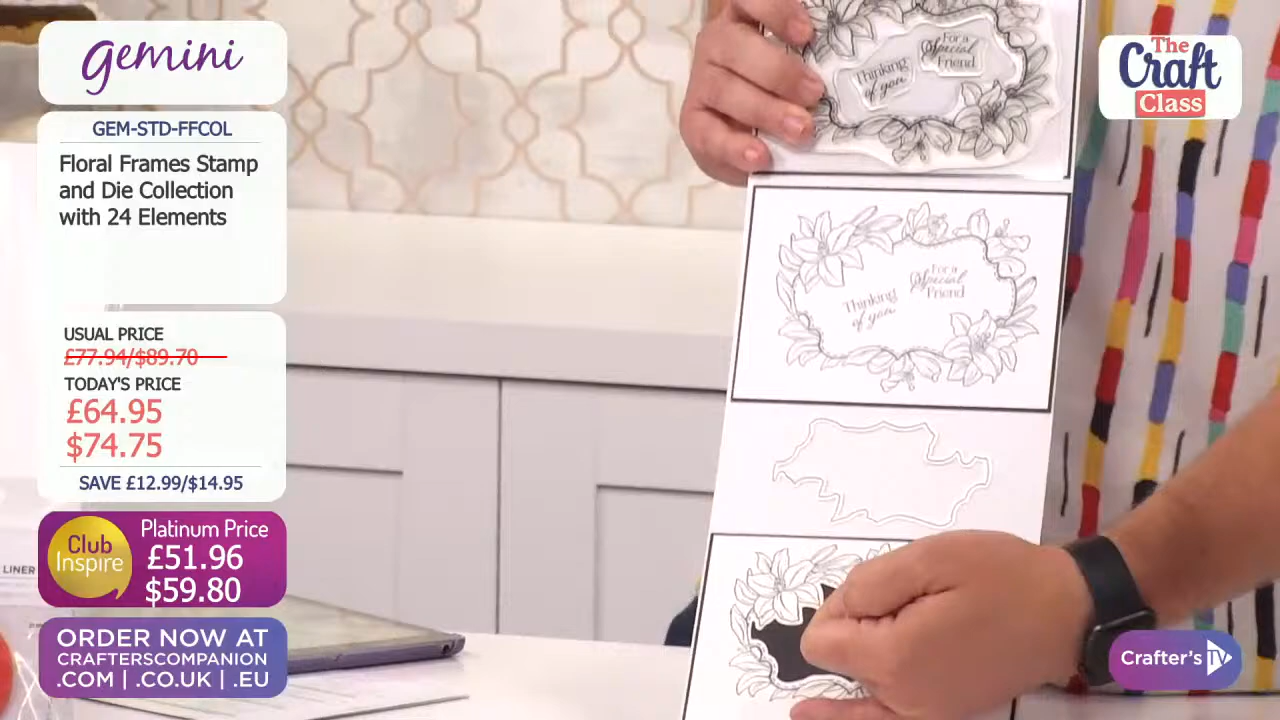 gemini
GEM-STD-FFCOL
Floral Frames Stamp
and Die Collection
with 24 Elements
USUAL PRICE
£77.94/$89.70
TODAY'S PRICE
£64.95
$74.75
SAVE £12.99/$14.95
Club
Inspire
Platinum Price
£51.96
$59.80
ORDER NOW AT
CRAFTERSCOMPANION
.COM | .CO.UK | .EU
The
Craft
Class
For a
Special
Friend
Thinking
of you
For a
Special
Friend
Thinking
of you
LINER
Crafter's TV